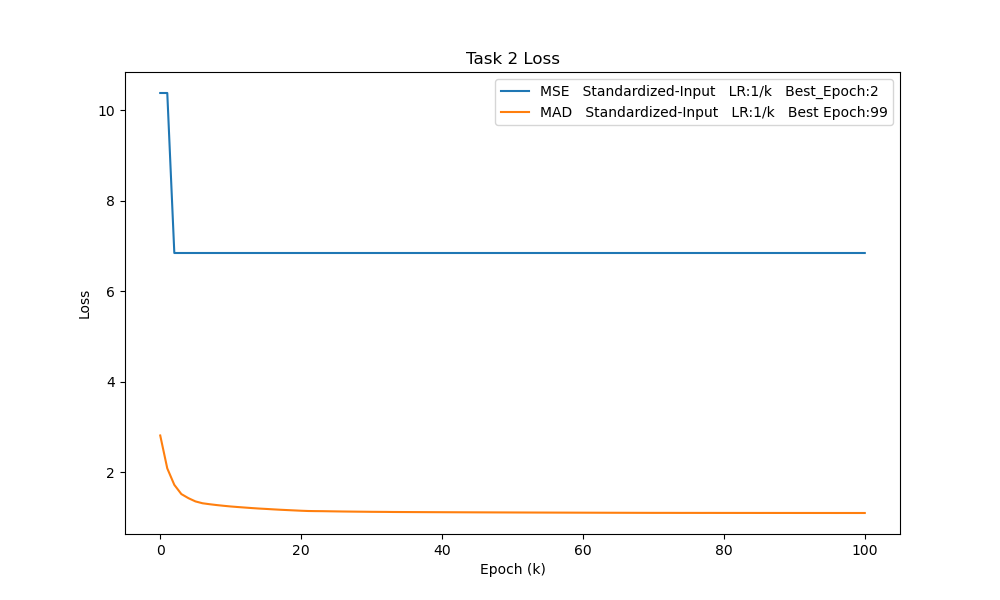 Task 2 Loss
MSE   Standardized-Input   LR:1/k   Best_Epoch:2
MAD   Standardized-Input   LR:1/k   Best Epoch:99
10
8
6
4
2
Loss
0 20 40 60 80 100
Epoch (k)